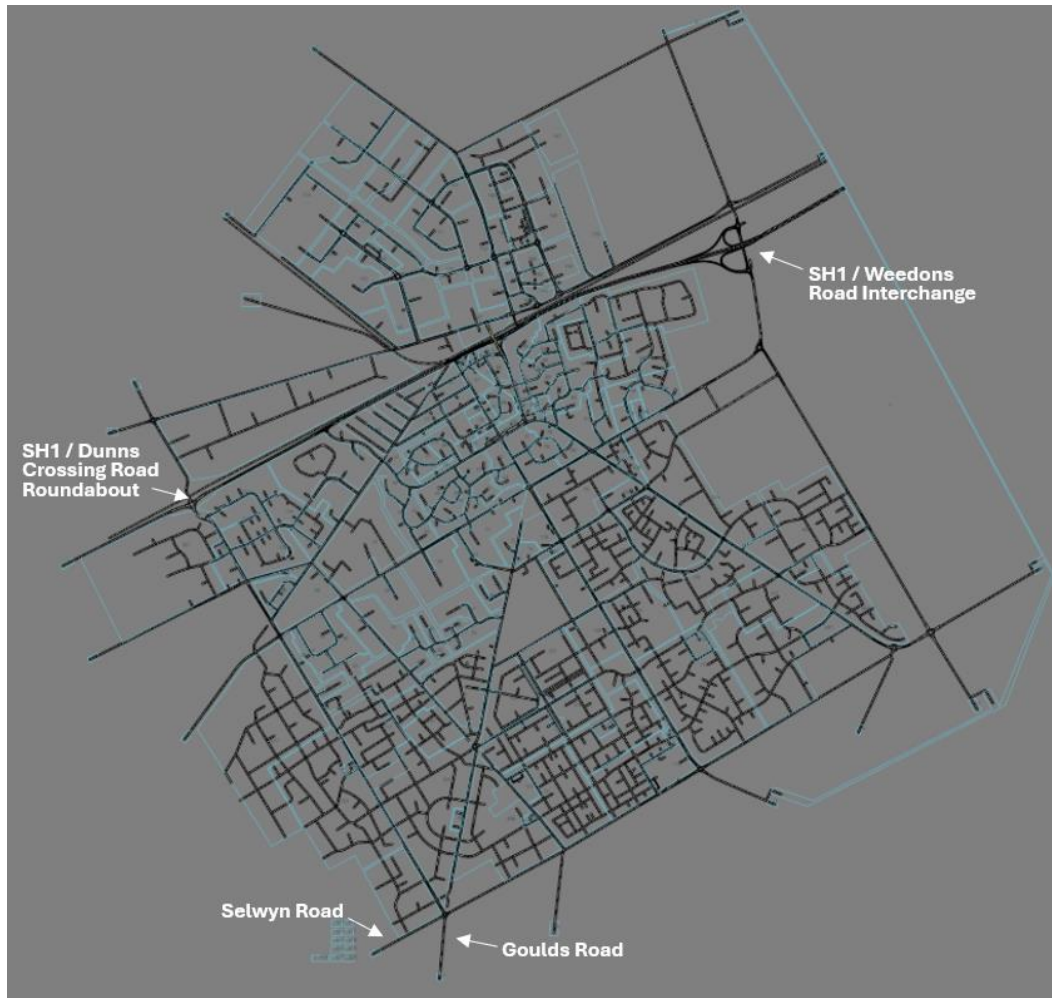 SH1 / Weedons
Road Interchange
SH1 / Dunns
Crossing Road
Roundabout
Selwyn Road
Goulds Road